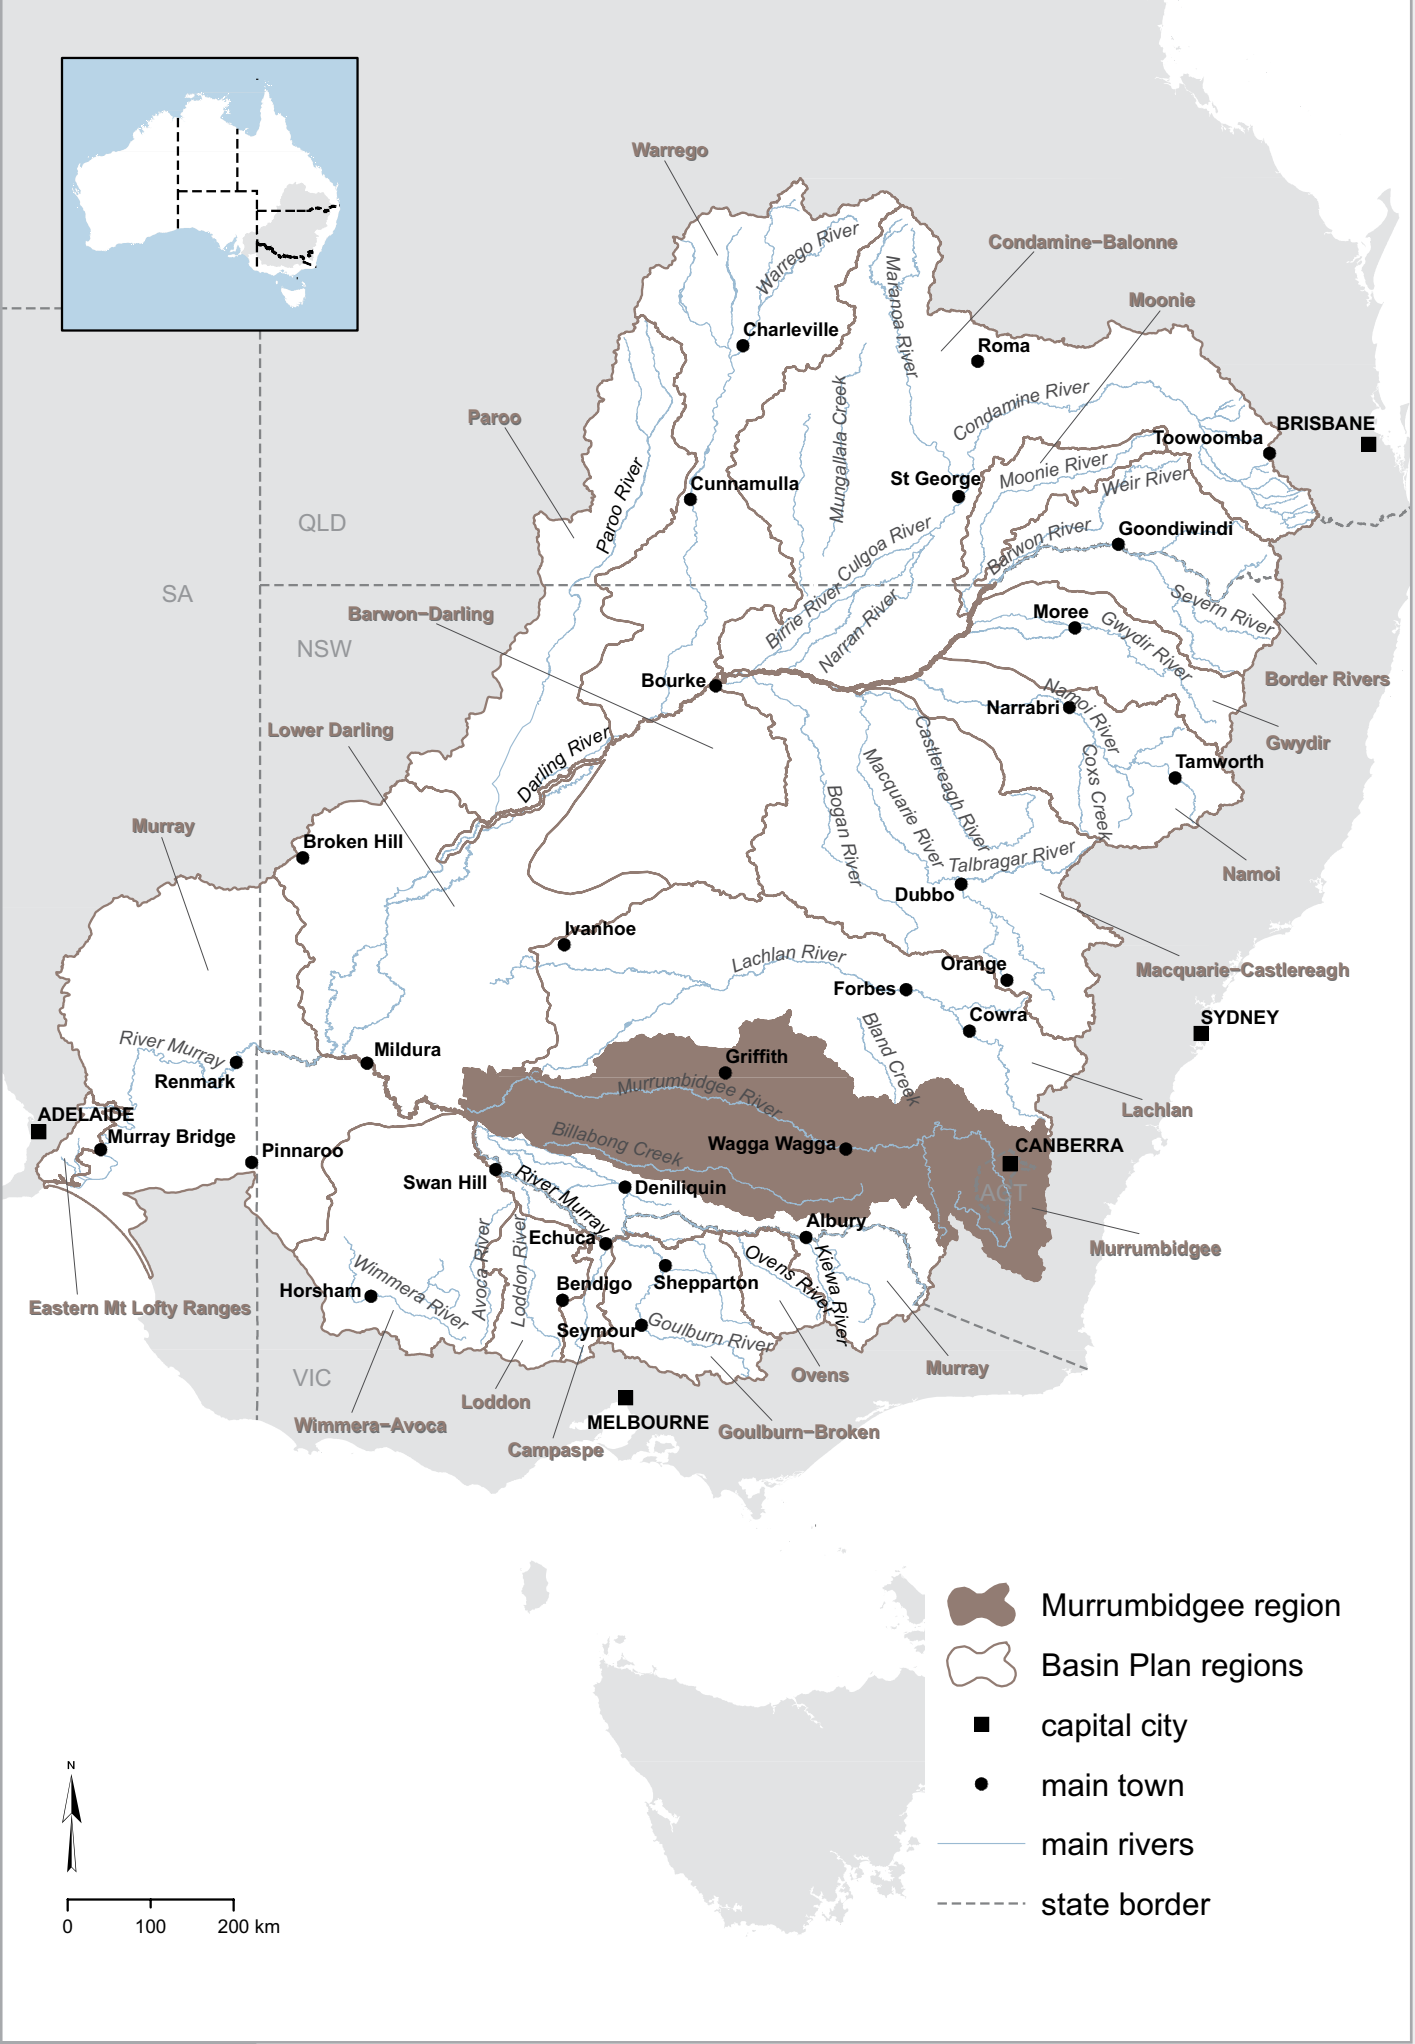 Warrego
Warrego River
Condamine−Balonne
Maranoa River
Moonie
Charleville
Roma
Mungallala Creek
Condamine River
Paroo
BRISBANE
Toowoomba
Moonie River
Paroo River
Cunnamulla
St George
Weir River
QLD
Culgoa River
Barwon River
Goondiwindi
SA
Barwon−Darling
Birrie River
Narran River
Moree
Gwydir River
Severn River
NSW
Bourke
Border Rivers
Namoi River
Narrabri
Lower Darling
Darling River
Castlereagh River
Macquarie River
Gwydir
Coxs Creek
Tamworth
Bogan River
Murray
Broken Hill
Talbragar River
Namoi
Dubbo
Ivanhoe
Lachlan River
Orange
Macquarie−Castlereagh
Forbes
Cowra
SYDNEY
River Murray
Mildura
Griffith
Bland Creek
Renmark
Murrumbidgee River
Lachlan
ADELAIDE
Murray Bridge
Pinnaroo
Billabong Creek
Wagga Wagga
CANBERRA
Swan Hill
River Murray
Deniliquin
ACT
Albury
Echuca
Murrumbidgee
Avoca River
Loddon River
Ovens River
Kiewa River
Wimmera River
Horsham
Bendigo
Shepparton
Eastern Mt Lofty Ranges
Seymour
Goulburn River
VIC
Ovens
Murray
Loddon
Wimmera−Avoca
MELBOURNE
Goulburn−Broken
Campaspe
Murrumbidgee region
Basin Plan regions
capital city
main town
main rivers
state border
N
0 100 200 km